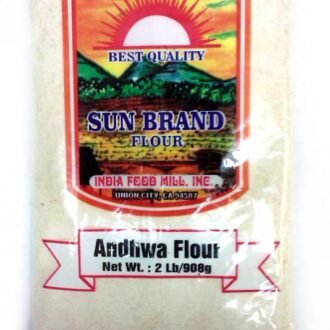 BEST QUALITY
SUN BRAND
FLOUR
INDIA FOOD MILL, INC.
UNION CITY, CA 94587
Andhwa Flour
Net Wt. : 2 Lb/908g